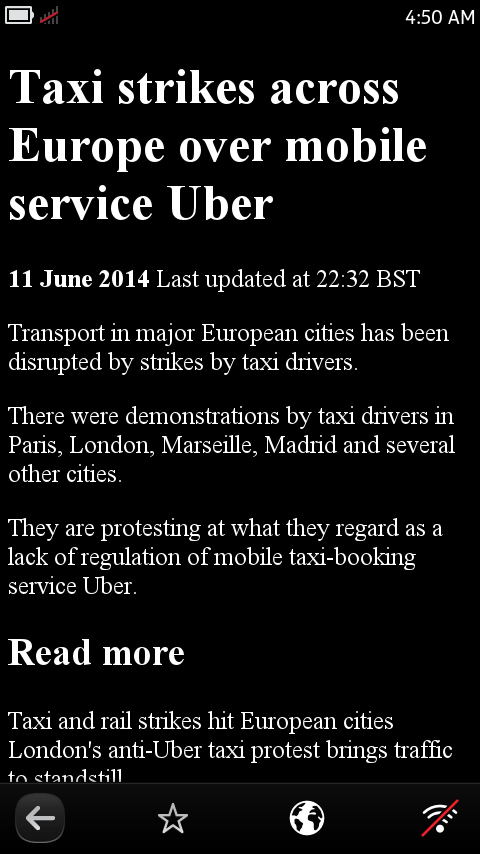 4:50 AM
Taxi strikes across
Europe over mobile
service Uber
11 June 2014 Last updated at 22:32 BST
Transport in major European cities has been
disrupted by strikes by taxi drivers.
There were demonstrations by taxi drivers in
Paris, London, Marseille, Madrid and several
other cities.
They are protesting at what they regard as a
lack of regulation of mobile taxi-booking
service Uber.
Read more
Taxi and rail strikes hit European cities
London's anti-Uber taxi protest brings traffic
to standstill